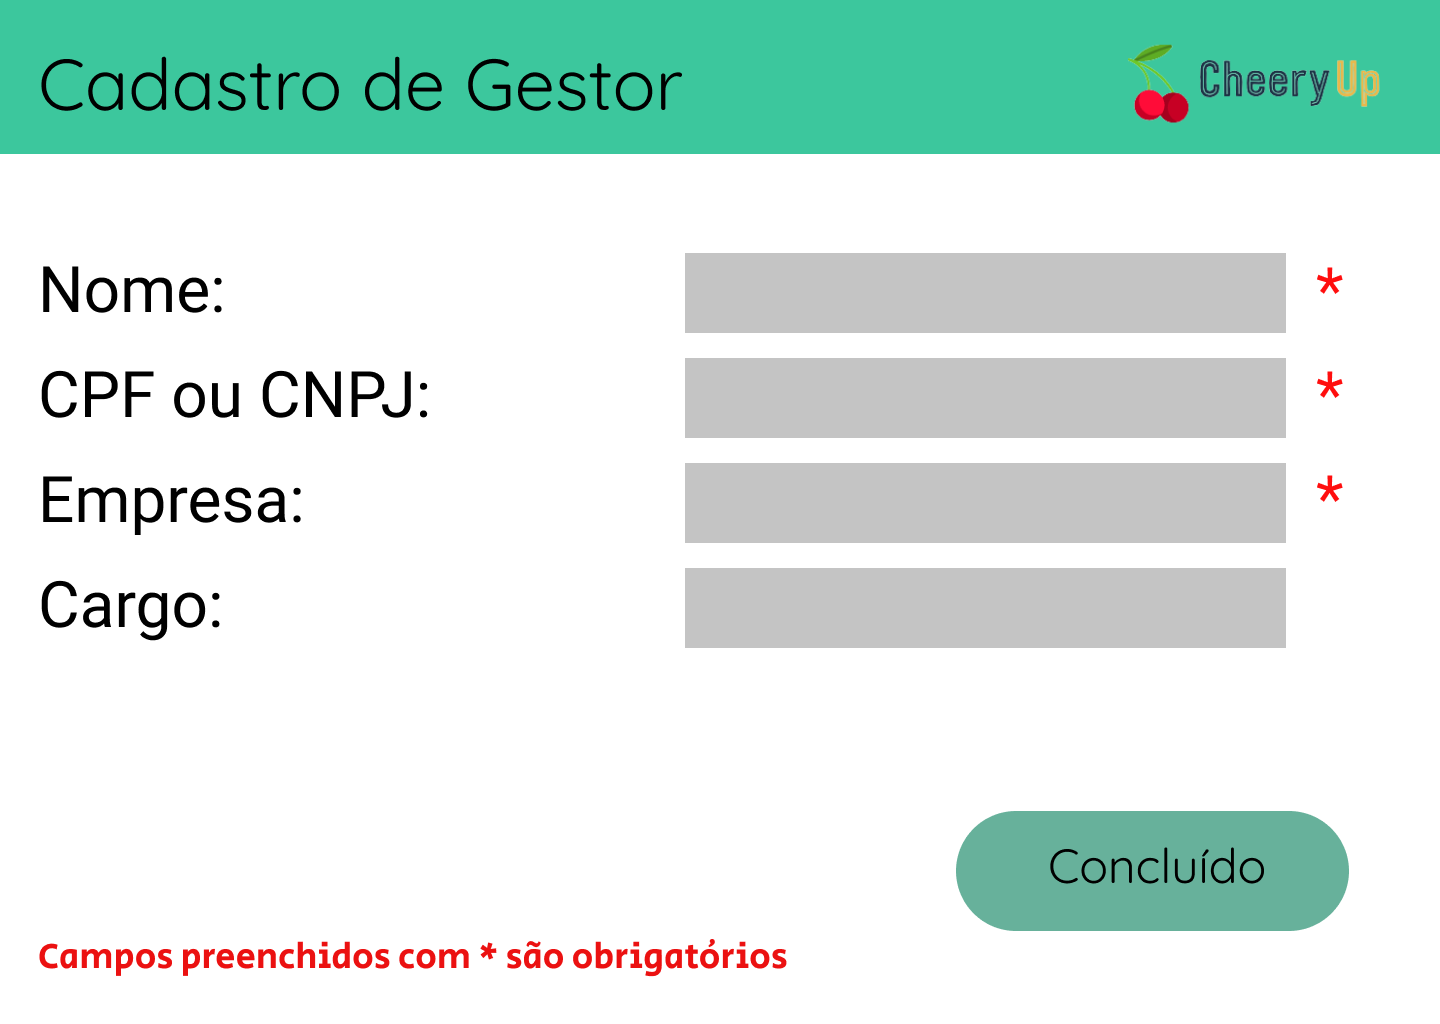 Cadastro de Gestor
CheeryUp
Nome: *
CPF ou CNPJ: *
Empresa: *
Cargo:
Concluído
Campos preenchidos com * são obrigatórios